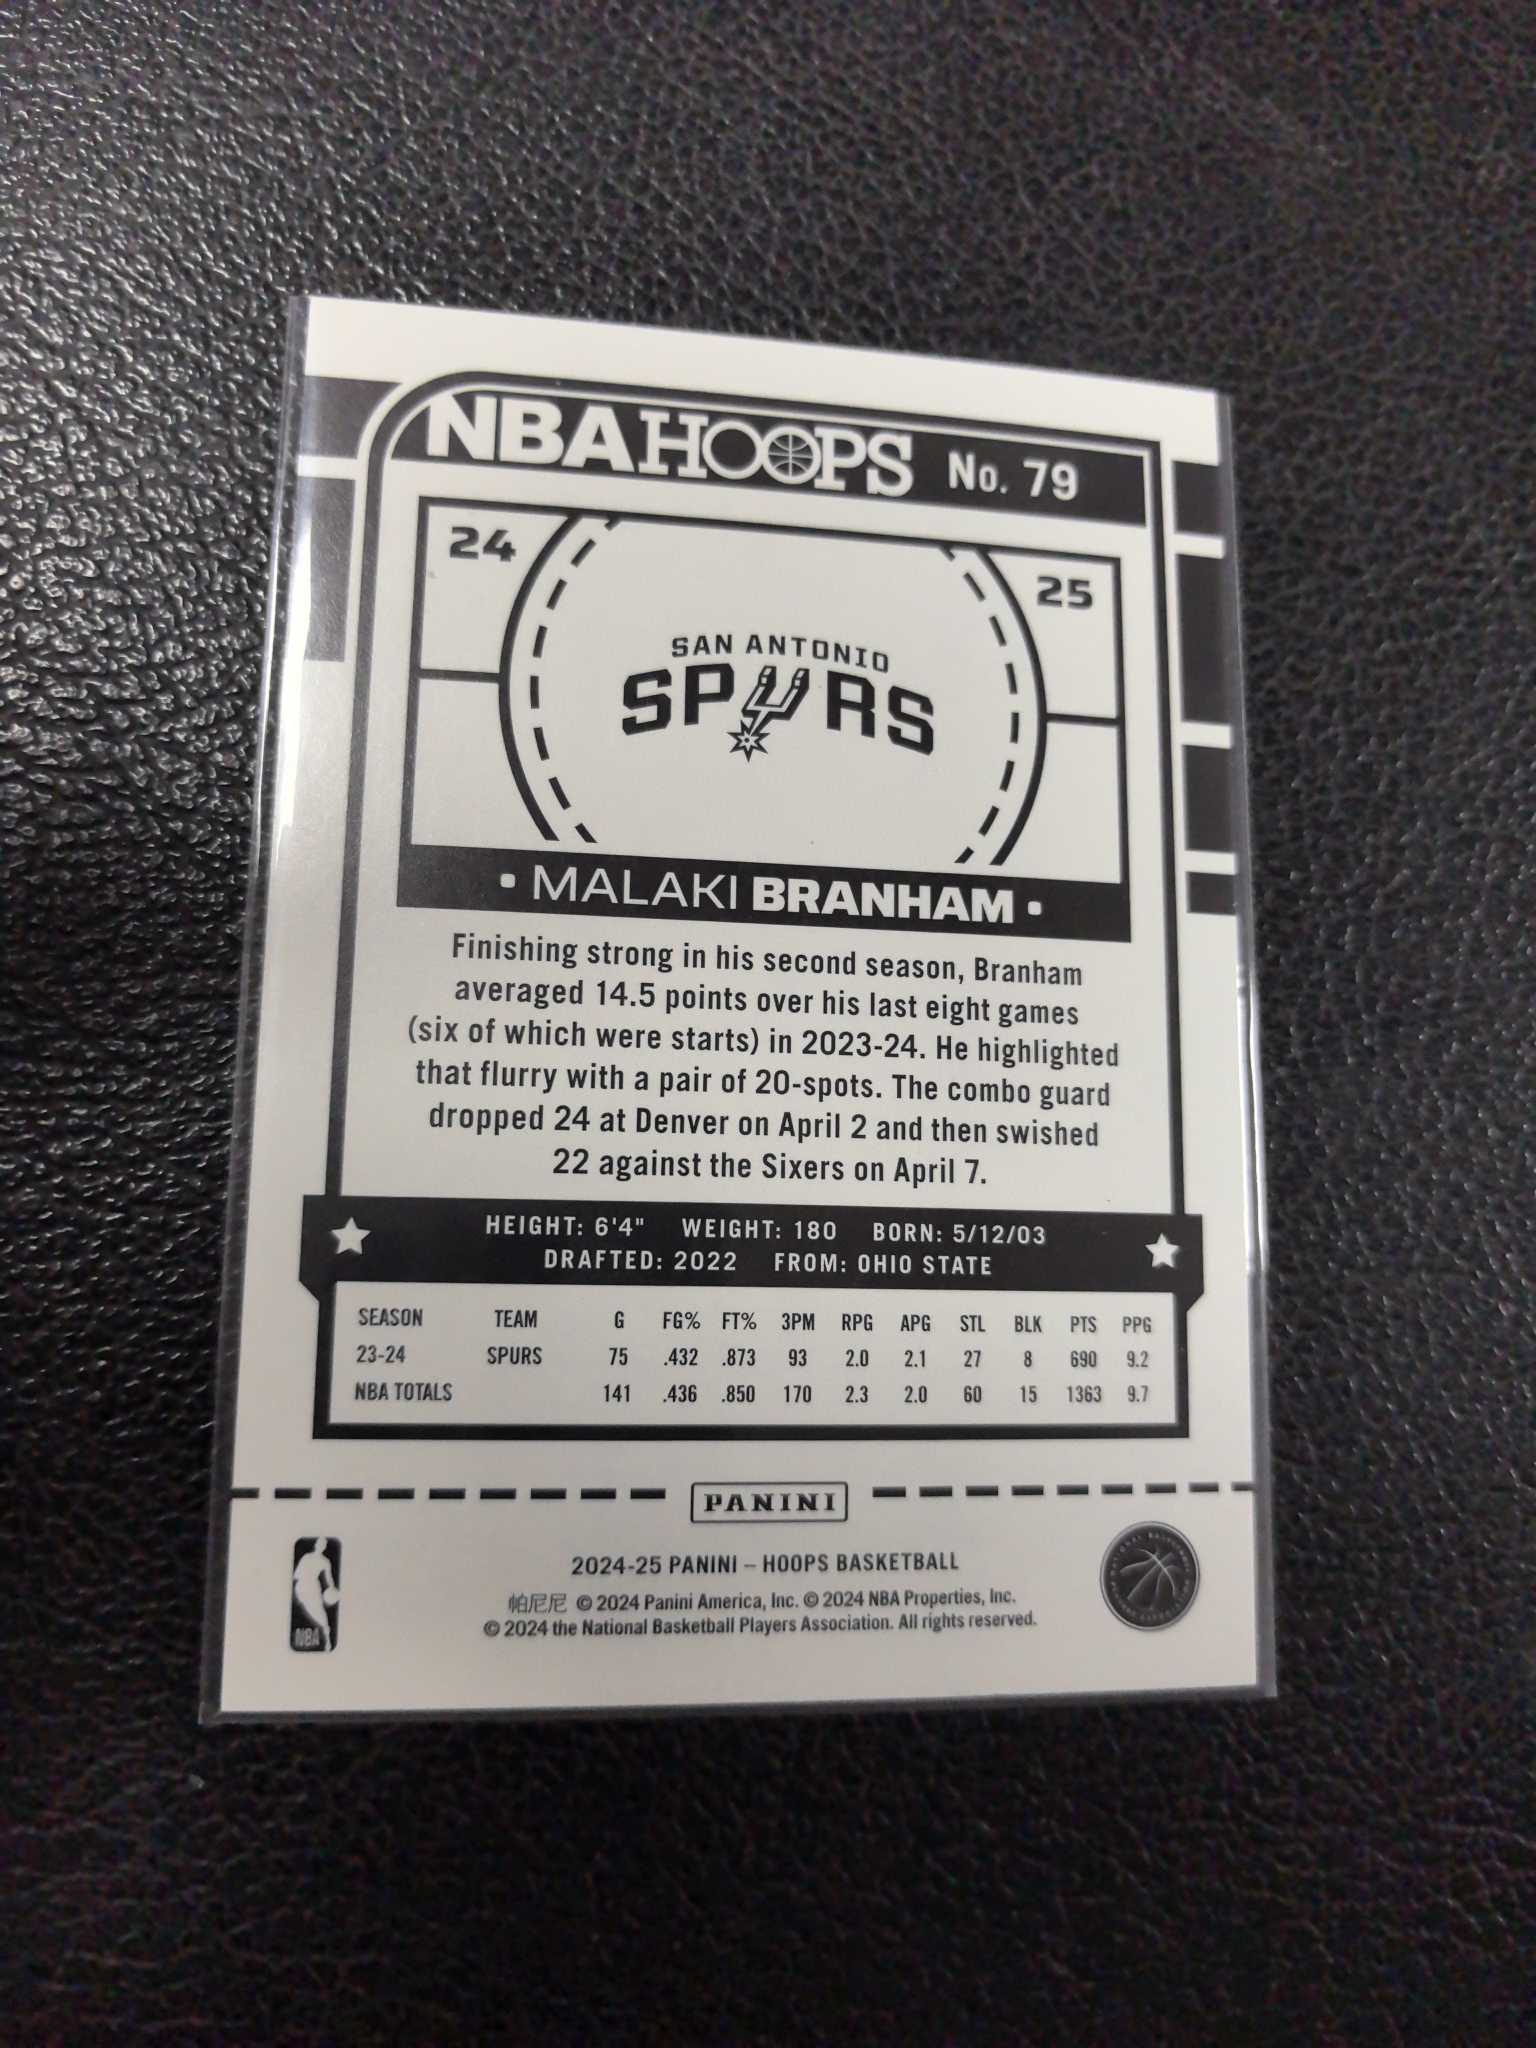 NBA HOOPS No. 79
24
25
SAN ANTONIO
SPURS
• MALAKI BRANHAM •
Finishing strong in his second season, Branham
averaged 14.5 points over his last eight games
(six of which were starts) in 2023-24. He highlighted
that flurry with a pair of 20-spots. The combo guard
dropped 24 at Denver on April 2 and then swished
22 against the Sixers on April 7.
HEIGHT: 6'4" WEIGHT: 180 BORN: 5/12/03
DRAFTED: 2022 FROM: OHIO STATE
SEASON TEAM G FG% FT% 3PM RPG APG STL BLK PTS PPG
23-24 SPURS 75 .432 .873 93 2.0 2.1 27 8 690 9.2
NBA TOTALS 141 .436 .850 170 2.3 2.0 60 15 1363 9.7
PANINI
2024-25 PANINI – HOOPS BASKETBALL
帕尼尼 © 2024 Panini America, Inc. © 2024 NBA Properties, Inc.
© 2024 the National Basketball Players Association. All rights reserved.
NBA